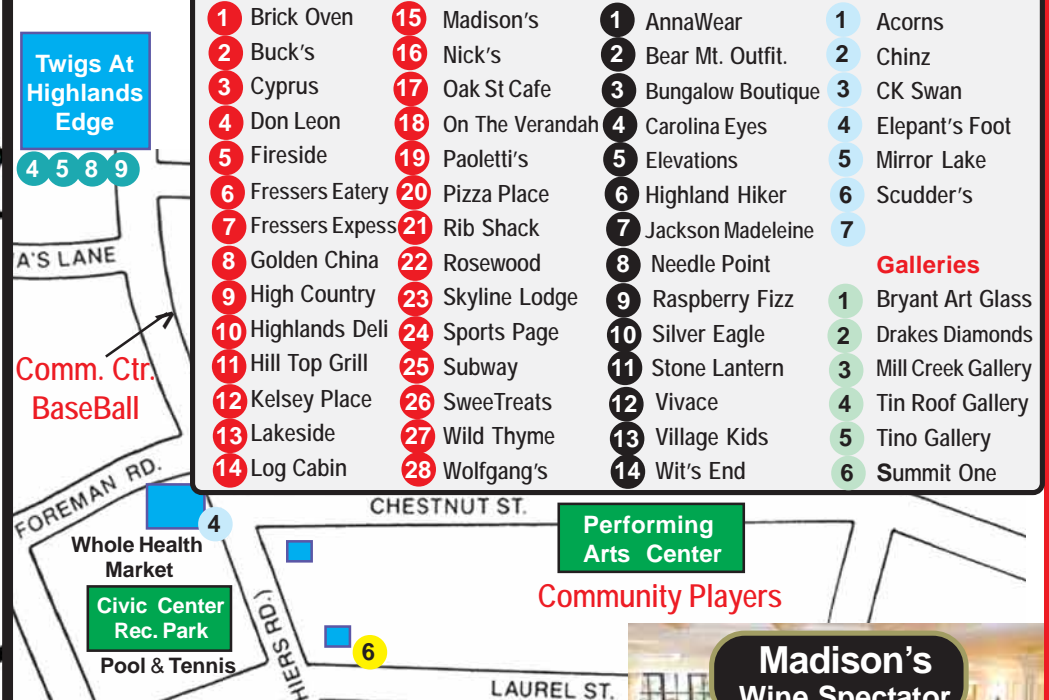 1 Brick Oven
2 Buck's
3 Cyprus
4 Don Leon
5 Fireside
6 Fressers Eatery
7 Fressers Expess
8 Golden China
9 High Country
10 Highlands Deli
11 Hill Top Grill
12 Kelsey Place
13 Lakeside
14 Log Cabin
15 Madison's
16 Nick's
17 Oak St Cafe
18 On The Verandah
19 Paoletti's
20 Pizza Place
21 Rib Shack
22 Rosewood
23 Skyline Lodge
24 Sports Page
25 Subway
26 SweeTreats
27 Wild Thyme
28 Wolfgang's
1 AnnaWear
2 Bear Mt. Outfit.
3 Bungalow Boutique
4 Carolina Eyes
5 Elevations
6 Highland Hiker
7 Jackson Madeleine
8 Needle Point
9 Raspberry Fizz
10 Silver Eagle
11 Stone Lantern
12 Vivace
13 Village Kids
14 Wit's End
1 Acorns
2 Chinz
3 CK Swan
4 Elepant's Foot
5 Mirror Lake
6 Scudder's
7
Galleries
1 Bryant Art Glass
2 Drakes Diamonds
3 Mill Creek Gallery
4 Tin Roof Gallery
5 Tino Gallery
6 Summit One
Twigs At
Highlands
Edge
4 5 8 9
A'S LANE
Comm. Ctr.
BaseBall
FOREMAN RD.
4
Whole Health
Market
Civic Center
Rec. Park
Pool & Tennis
HIERS RD.)
CHESTNUT ST.
Performing
Arts Center
Community Players
6
LAUREL ST.
Madison's
Wine Spectator